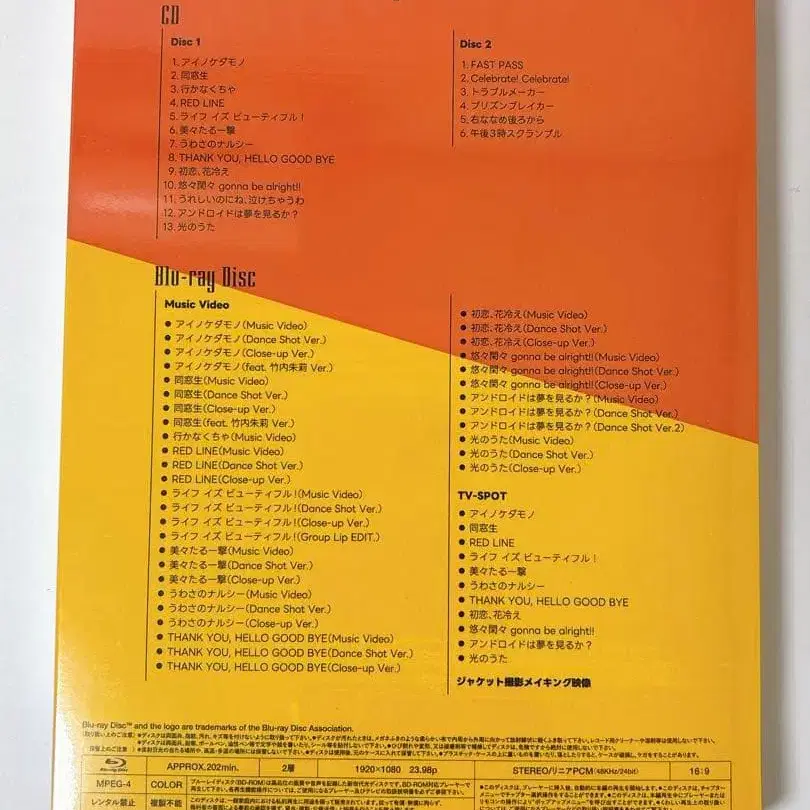 CD
Disc 1
1. アイノケダモノ
2. 同窓生
3. 行かなくちゃ
4. RED LINE
5. ライフ イズ ビューティフル！
6. 美々たる一撃
7. うわさのナルシー
8. THANK YOU, HELLO GOOD BYE
9. 初恋、花冷え
10. 悠々閑々 gonna be alright!!
11. うれしいのにね、泣けちゃうわ
12. アンドロイドは夢を見るか？
13. 光のうた
Disc 2
1. FAST PASS
2. Celebrate! Celebrate!
3. トラブルメーカー
4. プリズンブレイカー
5. 右ななめ後ろから
6. 午後3時スクランブル
Blu-ray Disc
Music Video
● アイノケダモノ(Music Video)
● アイノケダモノ(Dance Shot Ver.)
● アイノケダモノ(Close-up Ver.)
● アイノケダモノ(feat. 竹内朱莉 Ver.)
● 同窓生(Music Video)
● 同窓生(Dance Shot Ver.)
● 同窓生(Close-up Ver.)
● 同窓生(feat. 竹内朱莉 Ver.)
● 行かなくちゃ(Music Video)
● RED LINE(Music Video)
● RED LINE(Dance Shot Ver.)
● RED LINE(Close-up Ver.)
● ライフ イズ ビューティフル！(Music Video)
● ライフ イズ ビューティフル！(Dance Shot Ver.)
● ライフ イズ ビューティフル！(Close-up Ver.)
● ライフ イズ ビューティフル！(Group Lip EDIT.)
● 美々たる一撃(Music Video)
● 美々たる一撃(Dance Shot Ver.)
● 美々たる一撃(Close-up Ver.)
● うわさのナルシー(Music Video)
● うわさのナルシー(Dance Shot Ver.)
● うわさのナルシー(Close-up Ver.)
● THANK YOU, HELLO GOOD BYE(Music Video)
● THANK YOU, HELLO GOOD BYE(Dance Shot Ver.)
● THANK YOU, HELLO GOOD BYE(Close-up Ver.)
● 初恋、花冷え(Music Video)
● 初恋、花冷え(Dance Shot Ver.)
● 初恋、花冷え(Close-up Ver.)
● 悠々閑々 gonna be alright!!(Music Video)
● 悠々閑々 gonna be alright!!(Dance Shot Ver.)
● 悠々閑々 gonna be alright!!(Close-up Ver.)
● アンドロイドは夢を見るか？(Music Video)
● アンドロイドは夢を見るか？(Dance Shot Ver.)
● アンドロイドは夢を見るか？(Dance Shot Ver.2)
● 光のうた(Music Video)
● 光のうた(Dance Shot Ver.)
● 光のうた(Close-up Ver.)
TV-SPOT
● アイノケダモノ
● 同窓生
● RED LINE
● ライフ イズ ビューティフル！
● 美々たる一撃
● うわさのナルシー
● THANK YOU, HELLO GOOD BYE
● 初恋、花冷え
● 悠々閑々 gonna be alright!!
● アンドロイドは夢を見るか？
● 光のうた
ジャケット撮影メイキング映像
Blu-ray Disc™ and the logo are trademarks of the Blu-ray Disc Association.
Blu-ray Disc APPROX.202min. 2層 1920×1080 23.98p STEREO/リニアPCM(48KHz/24bit) 16:9
MPEG-4 COLOR
レンタル禁止 複製不能